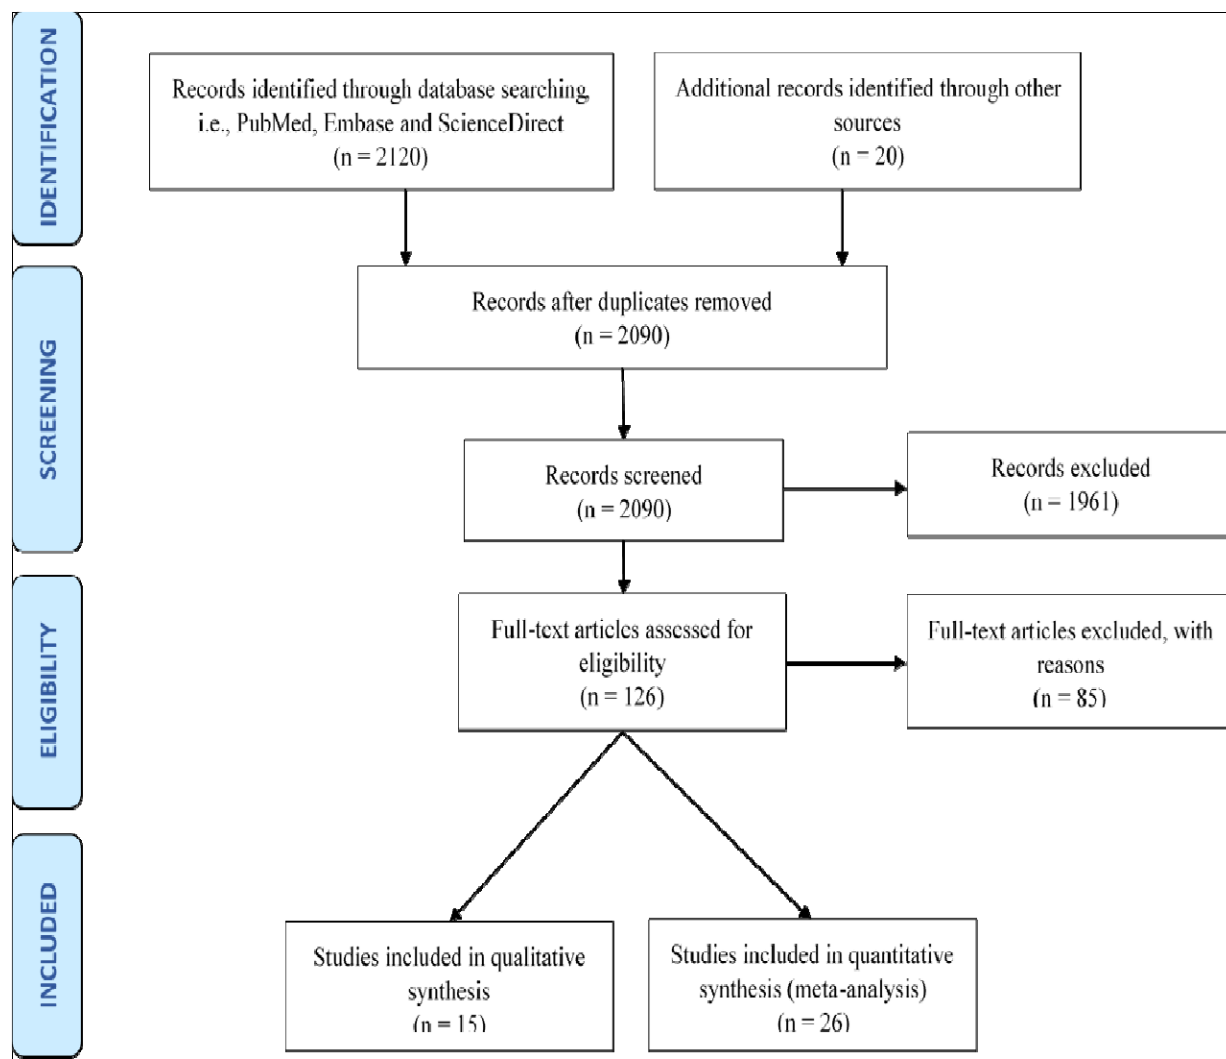 IDENTIFICATION
Records identified through database searching,
i.e., PubMed, Embase and ScienceDirect
(n = 2120)
Additional records identified through other
sources
(n = 20)
SCREENING
Records after duplicates removed
(n = 2090)
Records screened
(n = 2090)
Records excluded
(n = 1961)
ELIGIBILITY
Full-text articles assessed for
eligibility
(n = 126)
Full-text articles excluded, with
reasons
(n = 85)
INCLUDED
Studies included in qualitative
synthesis
(n = 15)
Studies included in quantitative
synthesis (meta-analysis)
(n = 26)